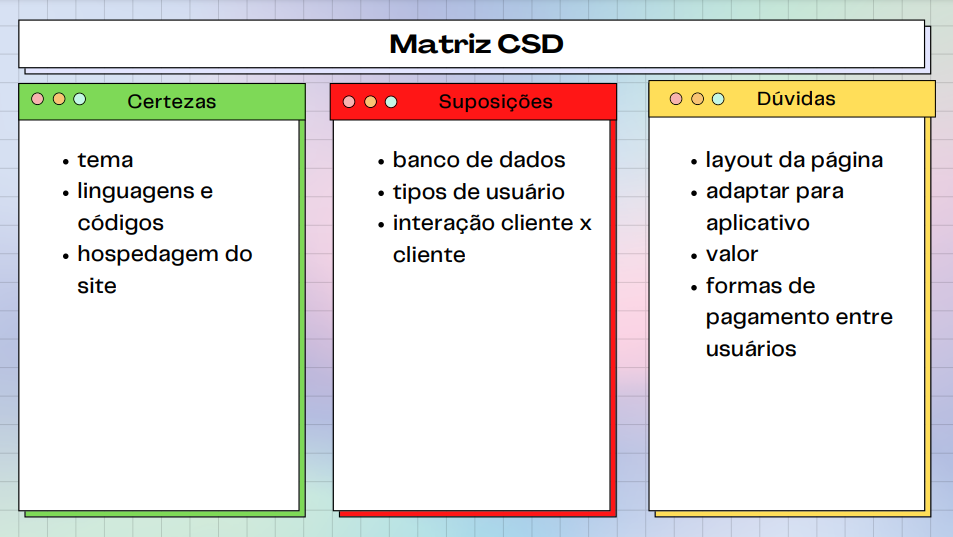 Matriz CSD
Certezas
• tema
• linguagens e
códigos
• hospedagem do
site
Suposições
• banco de dados
• tipos de usuário
• interação cliente x
cliente
Dúvidas
• layout da página
• adaptar para
aplicativo
• valor
• formas de
pagamento entre
usuários